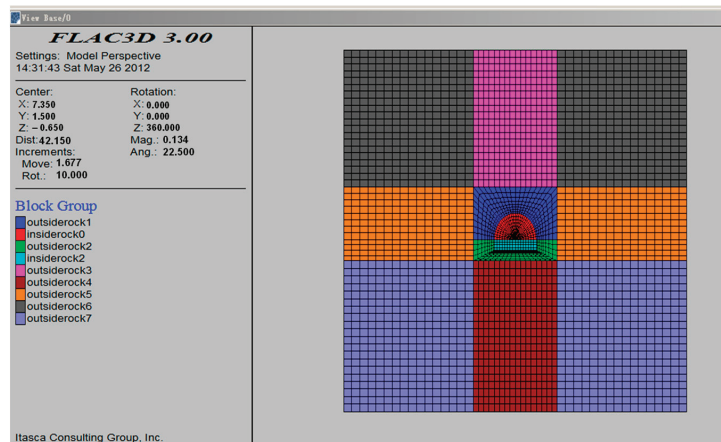 View Base/0
FLAC3D 3.00
Settings: Model Perspective
14:31:43 Sat May 26 2012
Center: Rotation:
X: 7.350 X: 0.000
Y: 1.500 Y: 0.000
Z: – 0.650 Z: 360.000
Dist:42.150 Mag.: 0.134
Increments: Ang.: 22.500
Move: 1.677
Rot.: 10.000
Block Group
outsiderock1
insiderock0
outsiderock2
insiderock2
outsiderock3
outsiderock4
outsiderock5
outsiderock6
outsiderock7
Itasca Consulting Group, Inc.